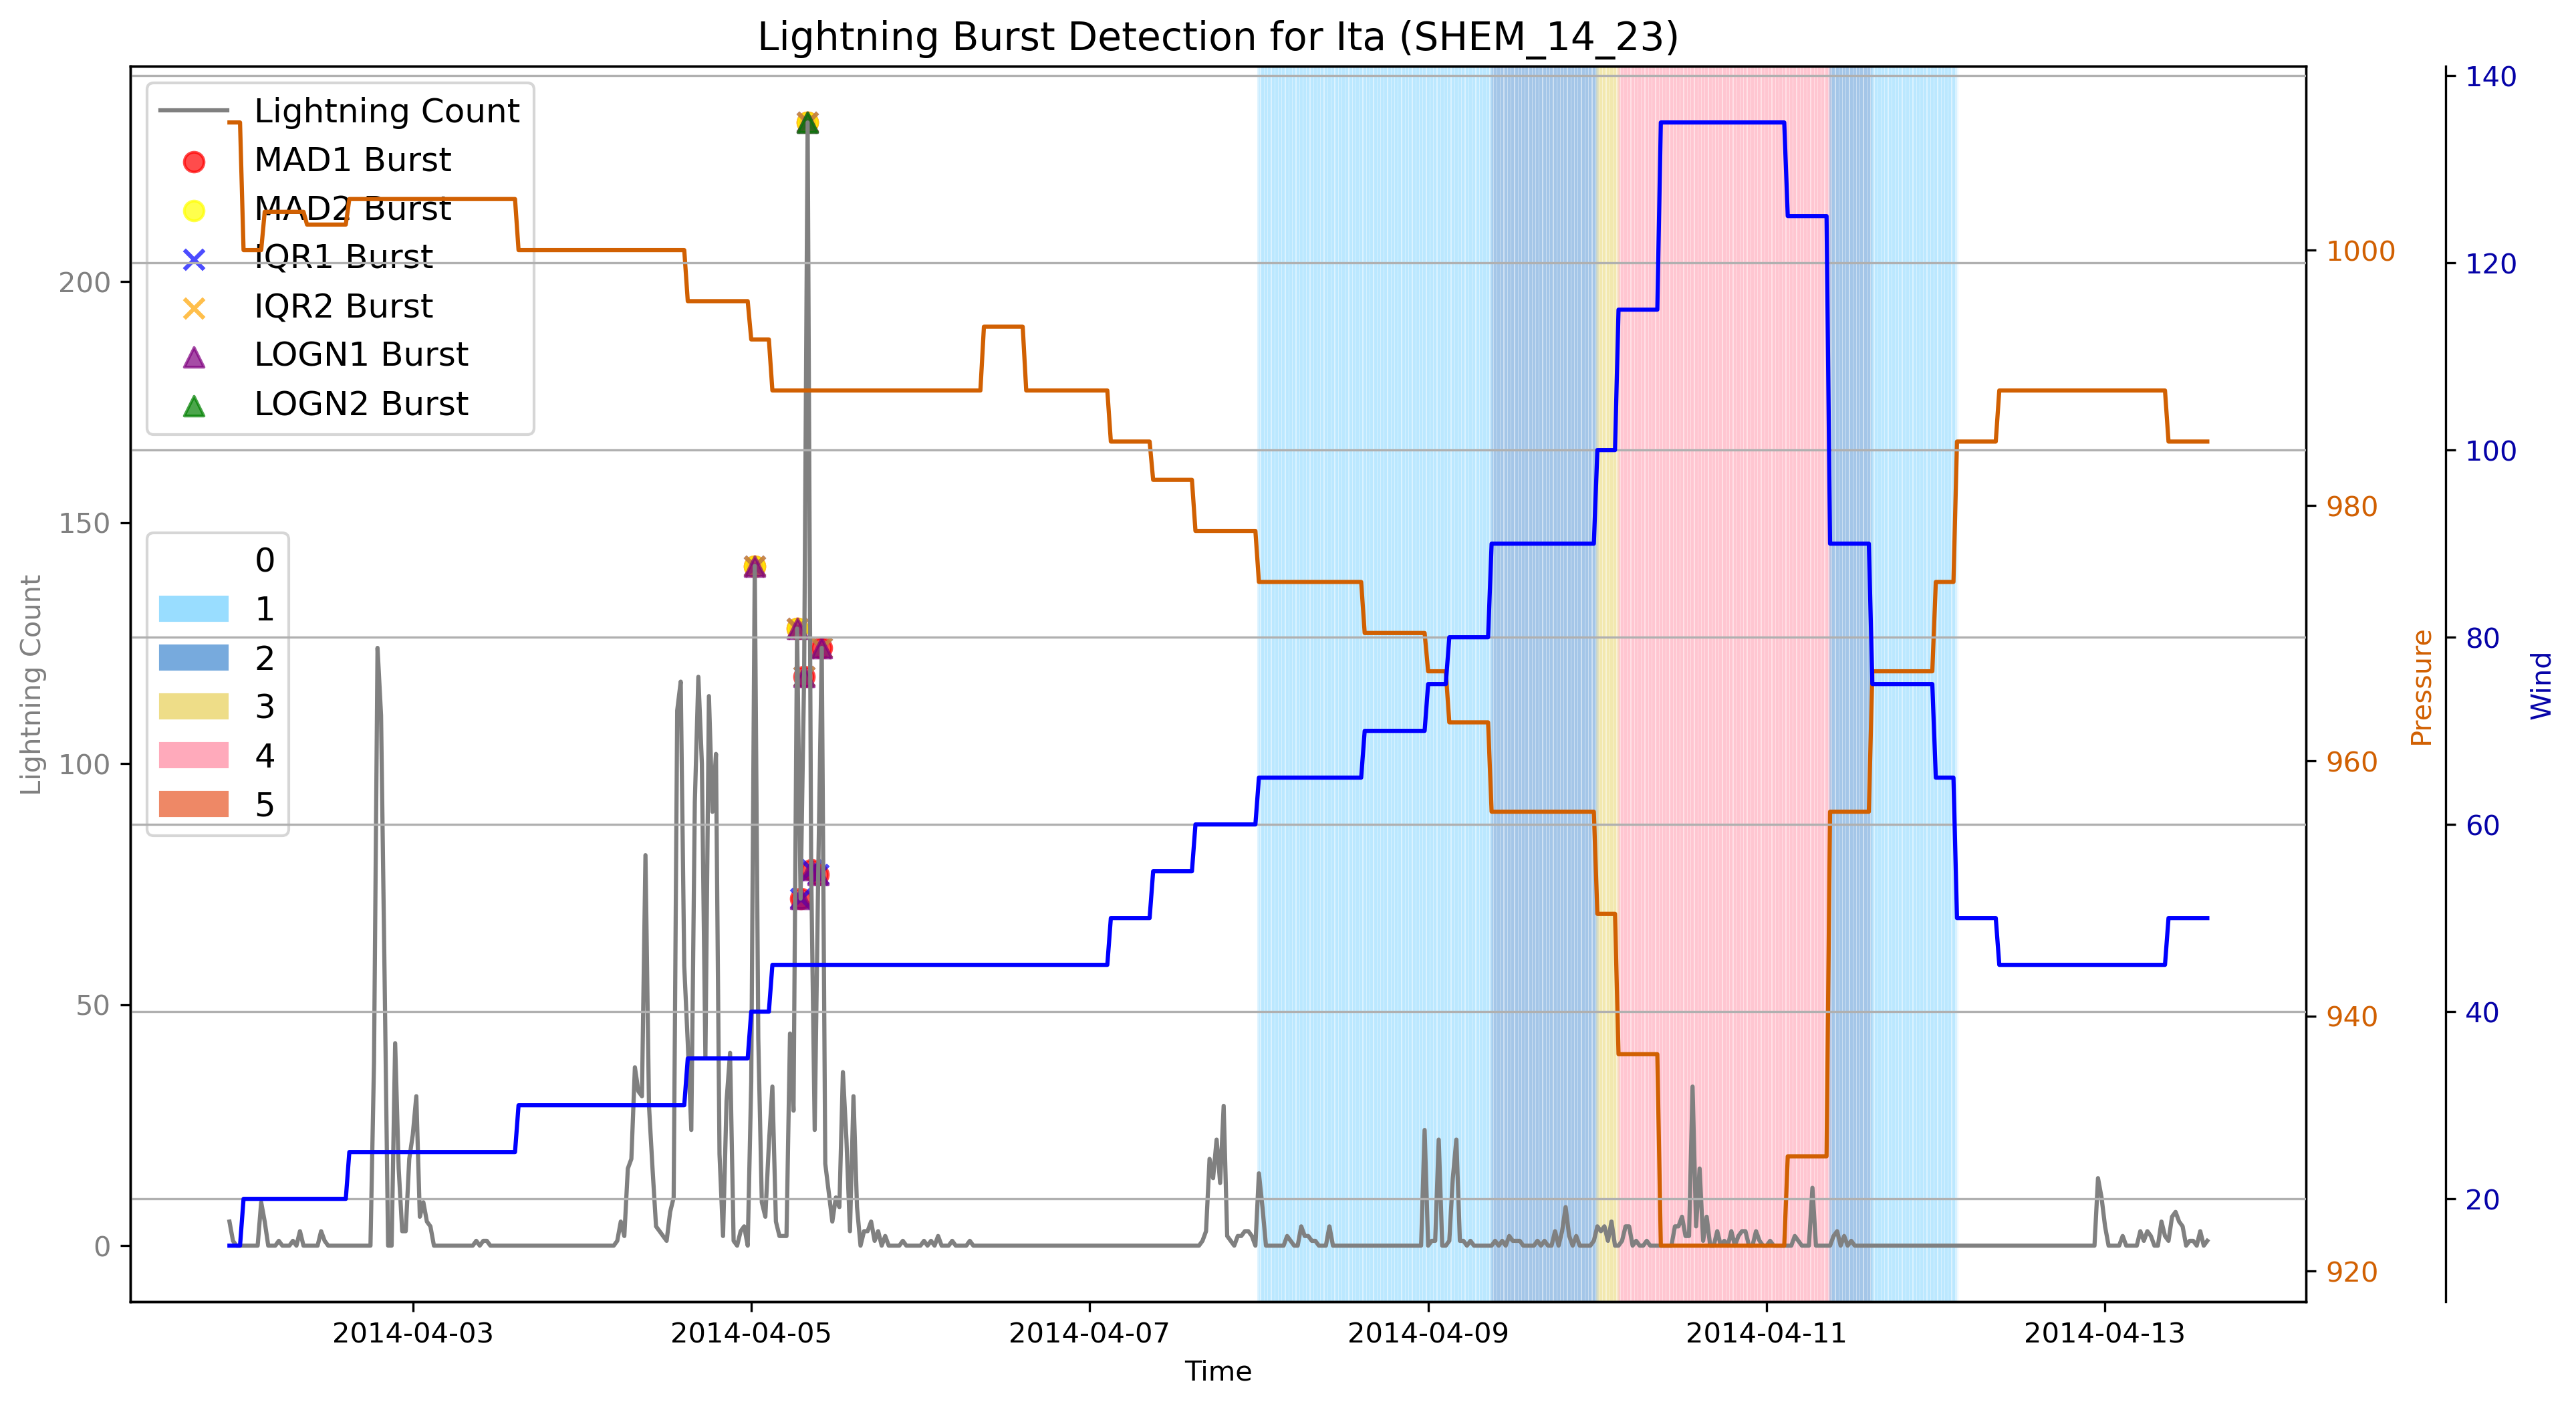 Lightning Burst Detection for Ita (SHEM_14_23)
Lightning Count
MAD1 Burst
MAD2 Burst
IQR1 Burst
IQR2 Burst
LOGN1 Burst
LOGN2 Burst
0
1
2
3
4
5
Lightning Count
200
150
100
50
0
2014-04-03
2014-04-05
2014-04-07
2014-04-09
2014-04-11
2014-04-13
Time
1000
980
960
940
920
Pressure
140
120
100
80
60
40
20
Wind